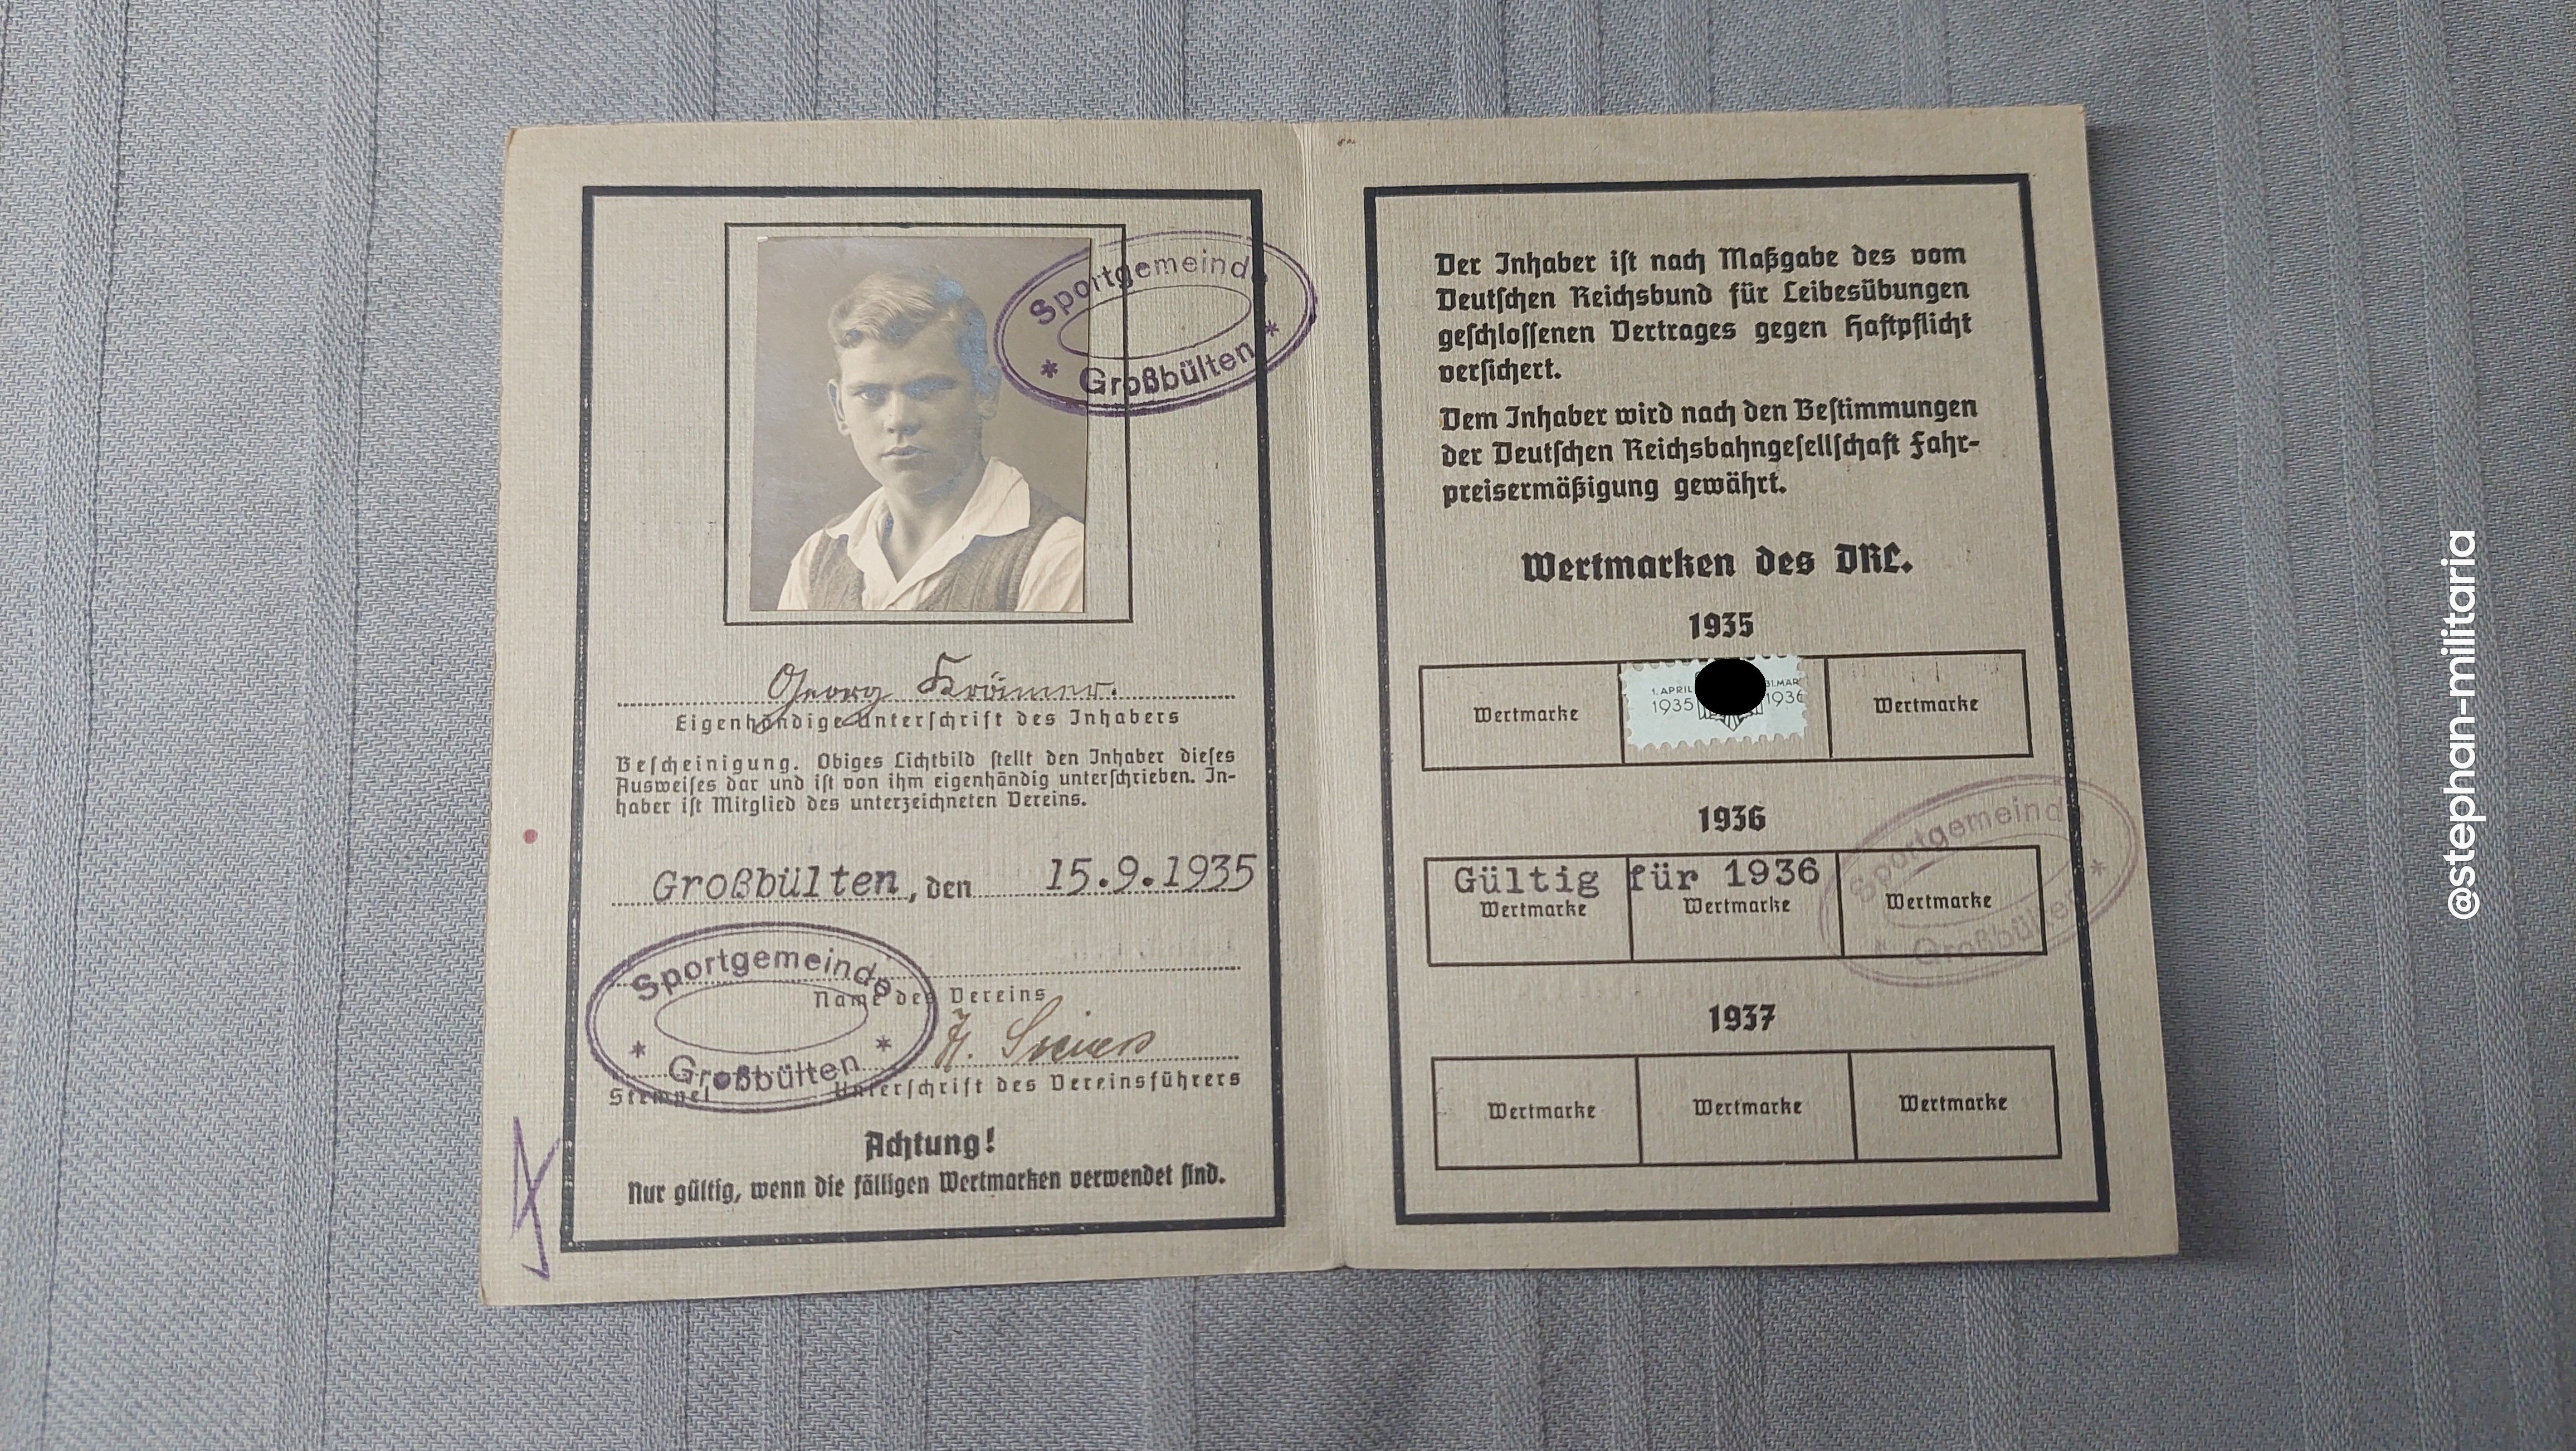 Sportgemeinde
* Großbülten *
Georg Krämer.
Eigenhändige Unterschrift des Inhabers
Bescheinigung. Obiges Lichtbild stellt den Inhaber dieses
Ausweises dar und ist von ihm eigenhändig unterschrieben. In-
haber ist Mitglied des unterzeichneten Vereins.
Großbülten, den 15.9.1935
Sportgemeinde
* Großbülten *
Name des Vereins
Stempel
Unterschrift des Vereinsführers
Achtung!
Nur gültig, wenn die fälligen Wertmarken verwendet sind.
Der Inhaber ist nach Maßgabe des vom
Deutschen Reichsbund für Leibesübungen
geschlossenen Vertrages gegen Haftpflicht
versichert.
Dem Inhaber wird nach den Bestimmungen
der Deutschen Reichsbahngesellschaft Fahr-
preisermäßigung gewährt.
Wertmarken des DRL.
1935
Wertmarke
1. APRIL
1935
31. MAR
1936
Wertmarke
1936
Gültig für 1936
Wertmarke Wertmarke Wertmarke
Sportgemeinde
* Großbülten *
1937
Wertmarke Wertmarke Wertmarke
@stephan-militaria